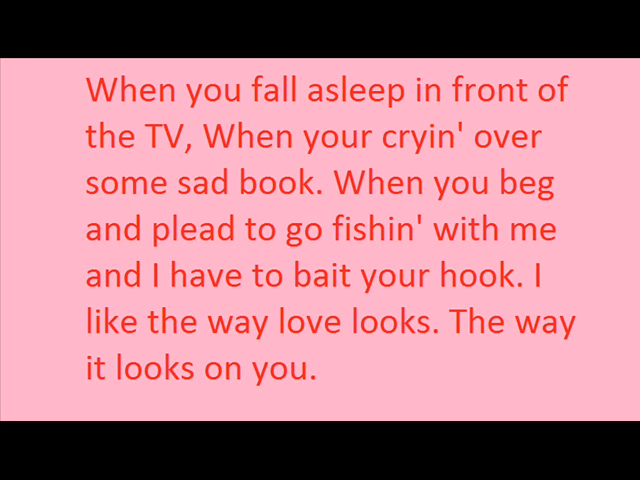 When you fall asleep in front of
the TV, When your cryin' over
some sad book. When you beg
and plead to go fishin' with me
and I have to bait your hook. I
like the way love looks. The way
it looks on you.